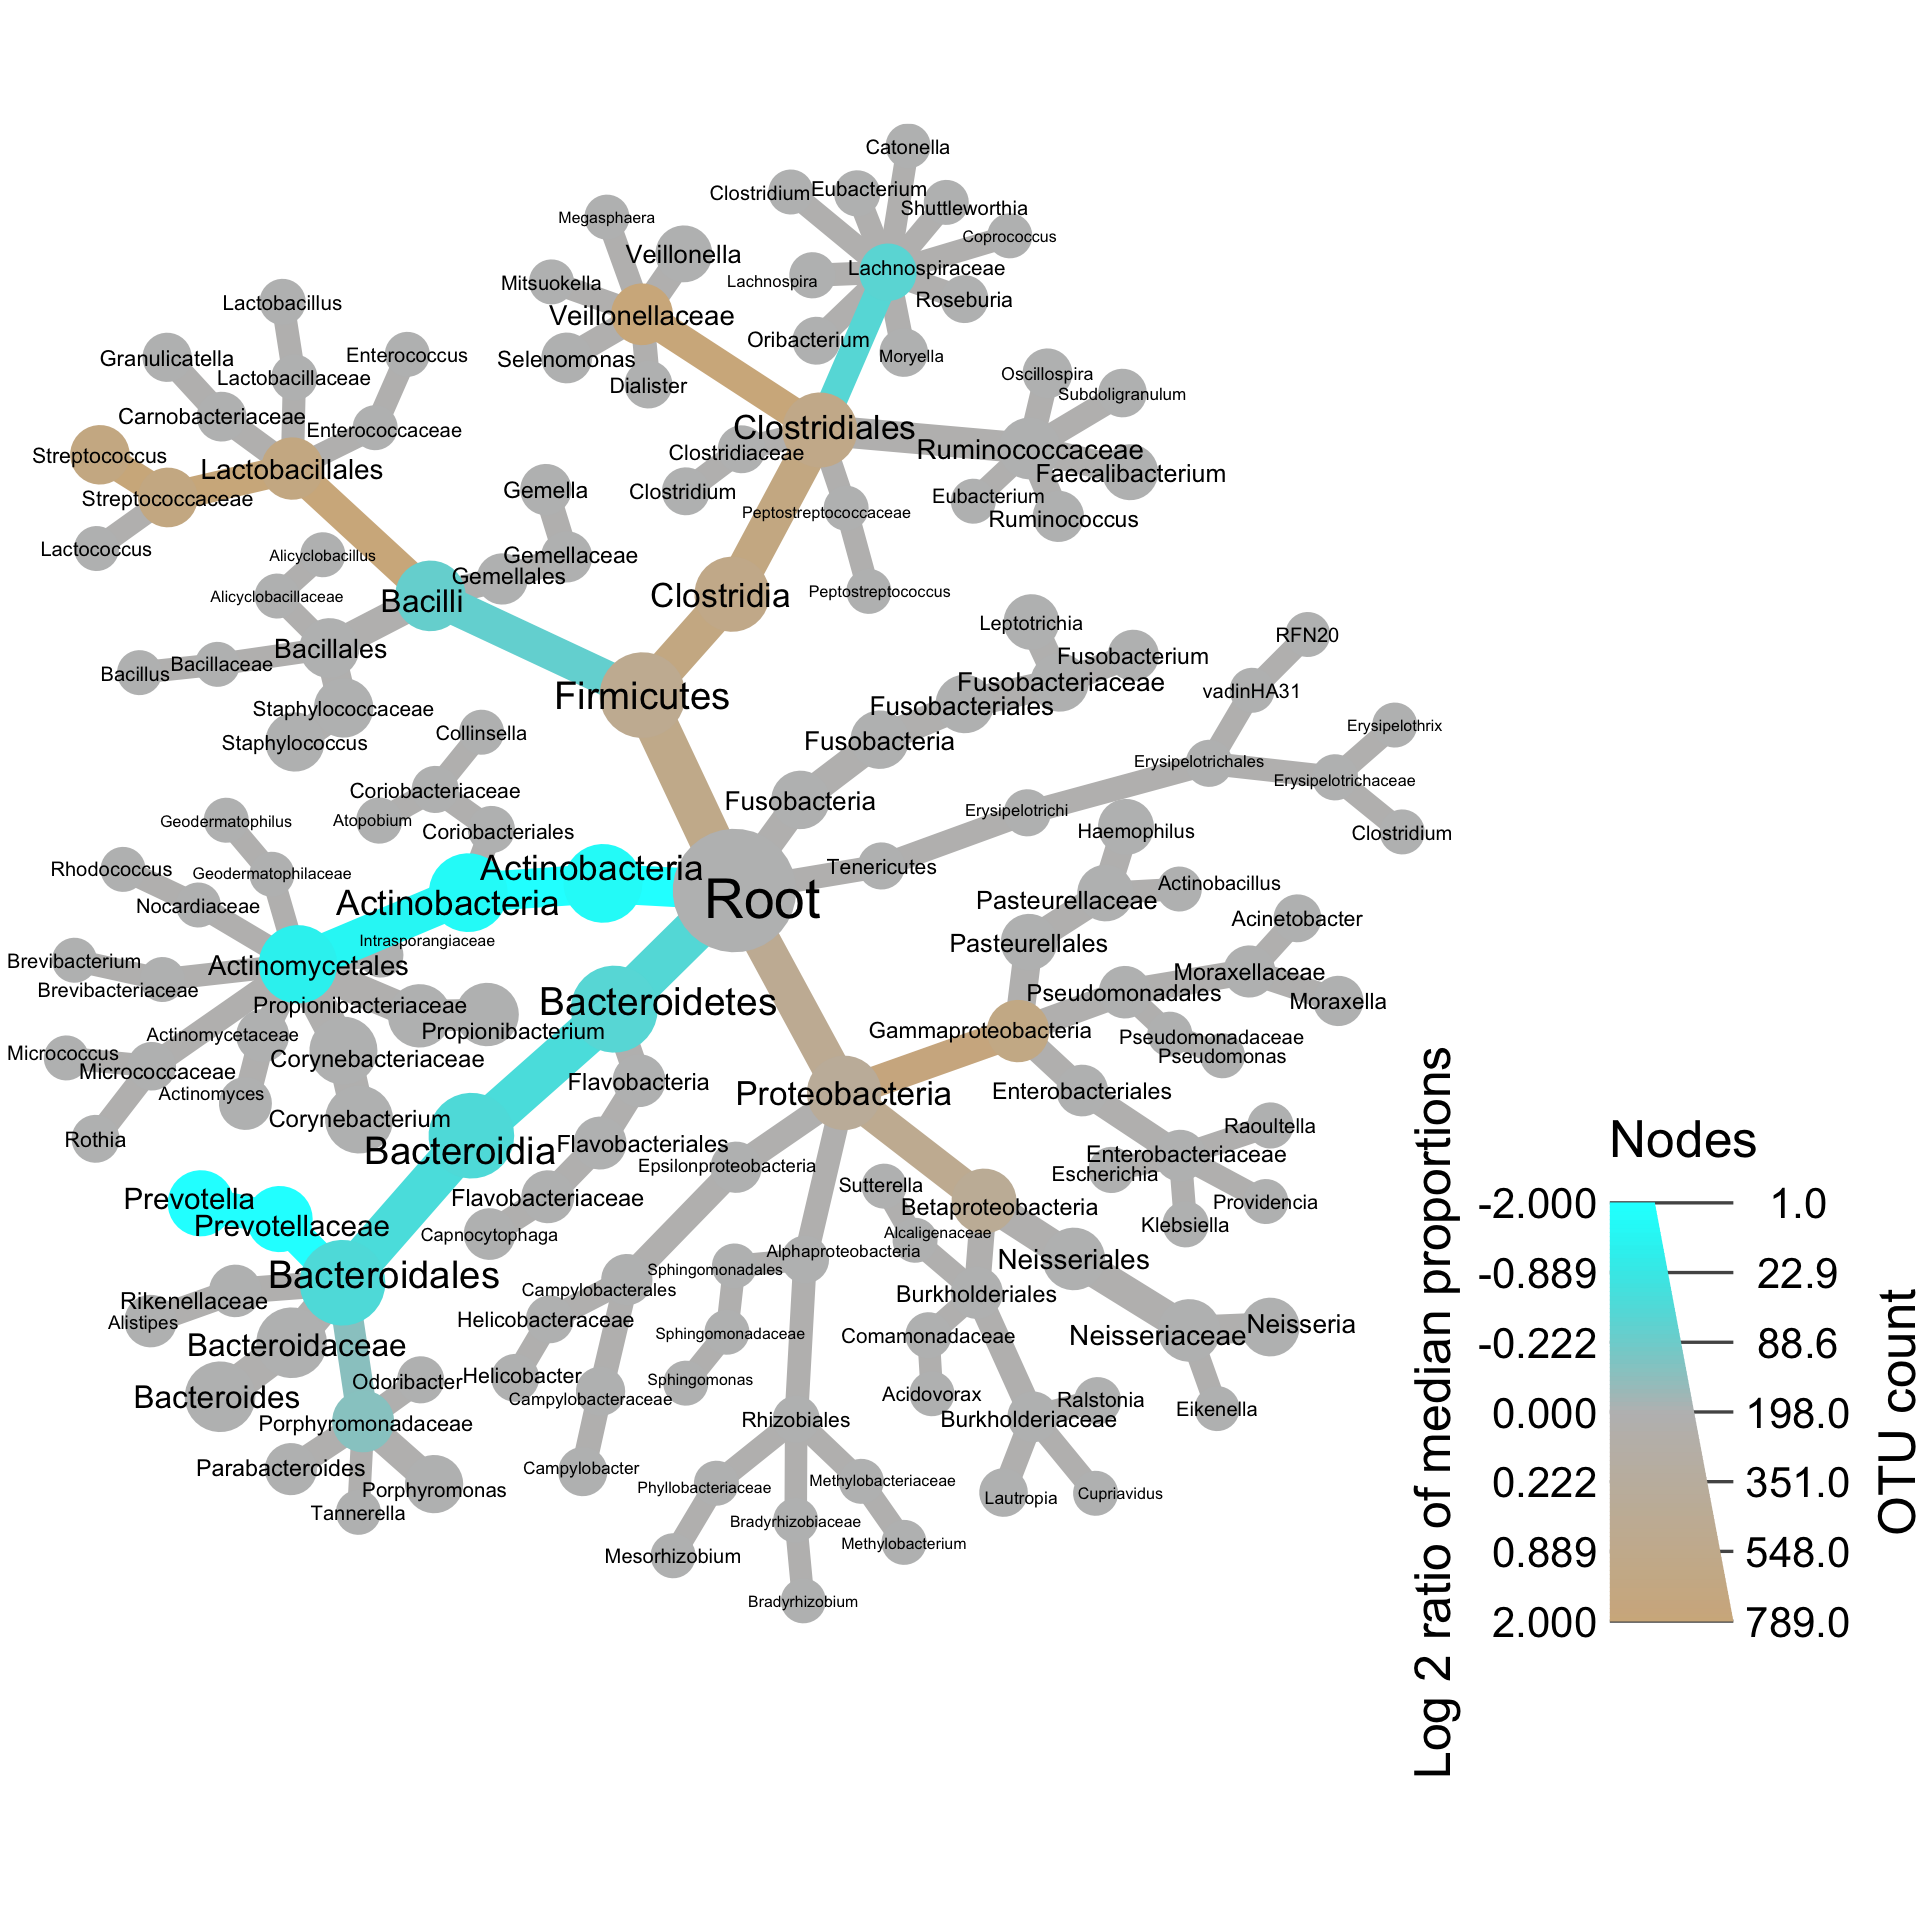 Catonella
Clostridium
Eubacterium
Shuttleworthia
Megasphaera
Coprococcus
Veillonella
Lachnospiraceae
Mitsuokella
Lachnospira
Roseburia
Lactobacillus
Veillonellaceae
Oribacterium
Moryella
Granulicatella
Enterococcus
Selenomonas
Lactobacillaceae
Dialister
Oscillospira
Subdoligranulum
Carnobacteriaceae
Enterococcaceae
Clostridiales
Clostridiaceae
Ruminococcaceae
Streptococcus
Lactobacillales
Faecalibacterium
Streptococcaceae
Gemella
Clostridium
Eubacterium
Peptostreptococcaceae
Ruminococcus
Lactococcus
Alicyclobacillus
Gemellaceae
Gemellales
Alicyclobacillaceae
Bacilli
Clostridia
Peptostreptococcus
Leptotrichia
RFN20
Bacillales
Fusobacterium
Bacillus
Bacillaceae
Fusobacteriaceae
vadinHA31
Firmicutes
Fusobacteriales
Staphylococcaceae
Erysipelothrix
Staphylococcus
Collinsella
Fusobacteria
Erysipelotrichales
Erysipelotrichaceae
Coriobacteriaceae
Fusobacteria
Erysipelotrichi
Geodermatophilus
Atopobium
Coriobacteriales
Haemophilus
Clostridium
Rhodococcus
Geodermatophilaceae
Actinobacteria
Tenericutes
Actinobacillus
Nocardiaceae
Actinobacteria
Root
Pasteurellaceae
Acinetobacter
Intrasporangiaceae
Pasteurellales
Brevibacterium
Actinomycetales
Moraxellaceae
Brevibacteriaceae
Propionibacteriaceae
Bacteroidetes
Pseudomonadales
Moraxella
Actinomycetaceae
Propionibacterium
Gammaproteobacteria
Pseudomonadaceae
Micrococcus
Corynebacteriaceae
Pseudomonas
Micrococcaceae
Flavobacteria
Actinomyces
Proteobacteria
Enterobacteriales
Corynebacterium
Raoultella
Rothia
Bacteroidia
Flavobacteriales
Epsilonproteobacteria
Enterobacteriaceae
Escherichia
Prevotella
Flavobacteriaceae
Sutterella
Betaproteobacteria
Providencia
Prevotellaceae
Capnocytophaga
Alcaligenaceae
Klebsiella
Alphaproteobacteria
Neisseriales
Bacteroidales
Sphingomonadales
Campylobacterales
Burkholderiales
Rikenellaceae
Alistipes
Helicobacteraceae
Sphingomonadaceae
Comamonadaceae
Neisseriaceae
Neisseria
Bacteroidaceae
Odoribacter
Helicobacter
Sphingomonas
Bacteroides
Campylobacteraceae
Acidovorax
Ralstonia
Eikenella
Porphyromonadaceae
Rhizobiales
Burkholderiaceae
Parabacteroides
Campylobacter
Porphyromonas
Phyllobacteriaceae
Methylobacteriaceae
Lautropia
Cupriavidus
Tannerella
Bradyrhizobiaceae
Mesorhizobium
Methylobacterium
Bradyrhizobium
Nodes
Log 2 ratio of median proportions
OTU count
-2.000 1.0
-0.889 22.9
-0.222 88.6
0.000 198.0
0.222 351.0
0.889 548.0
2.000 789.0